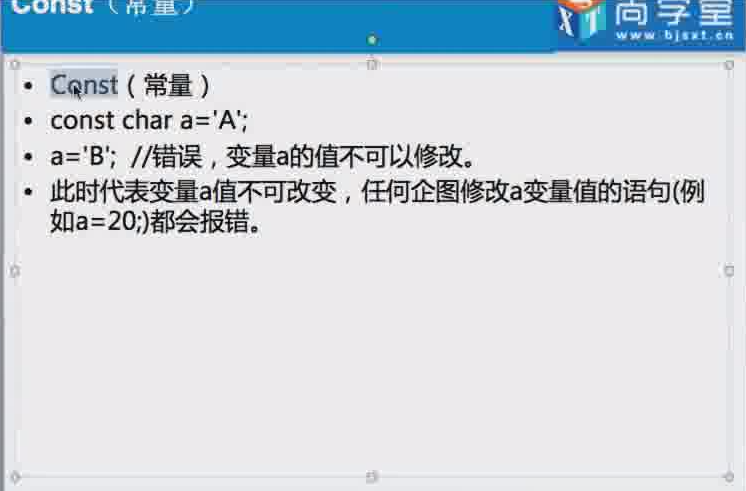 Const（常量）
尚学堂
www.bjsxt.cn
• Const（常量）
• const char a='A';
• a='B';  //错误，变量a的值不可以修改。
• 此时代表变量a值不可改变，任何企图修改a变量值的语句(例
如a=20;)都会报错。